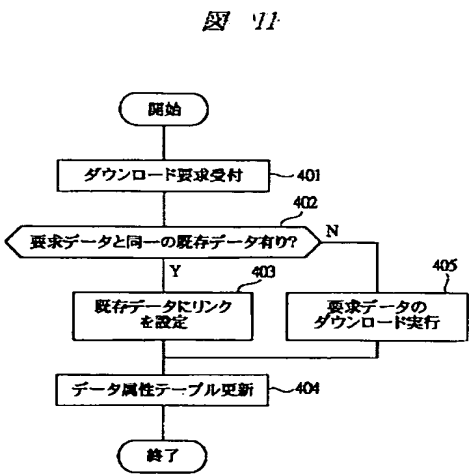 図 11
開始
ダウンロード要求受付
401
402
要求データと同一の既存データ有り?
N
Y
403
既存データにリンク
を設定
405
要求データの
ダウンロード実行
データ属性テーブル更新
404
終了